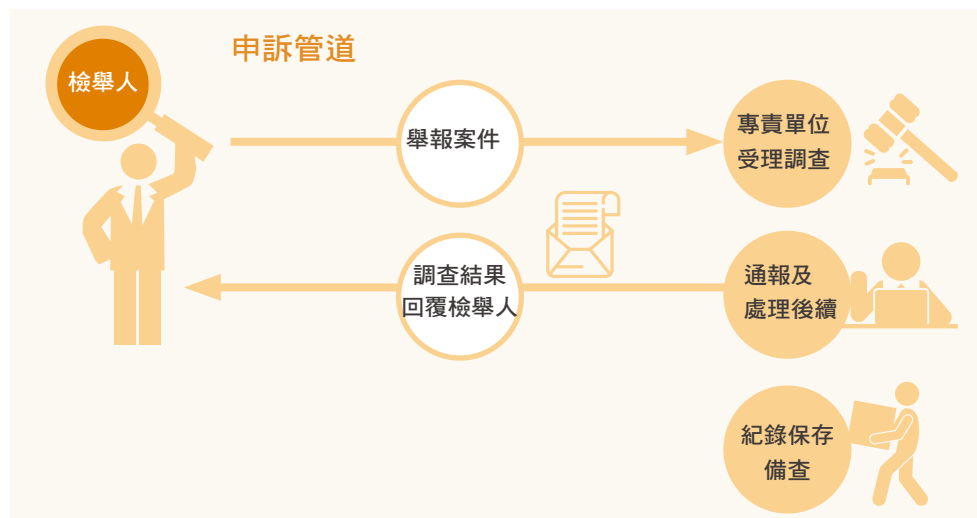 申訴管道
檢舉人
舉報案件
專責單位
受理調查
調查結果
回覆檢舉人
通報及
處理後續
紀錄保存
備查